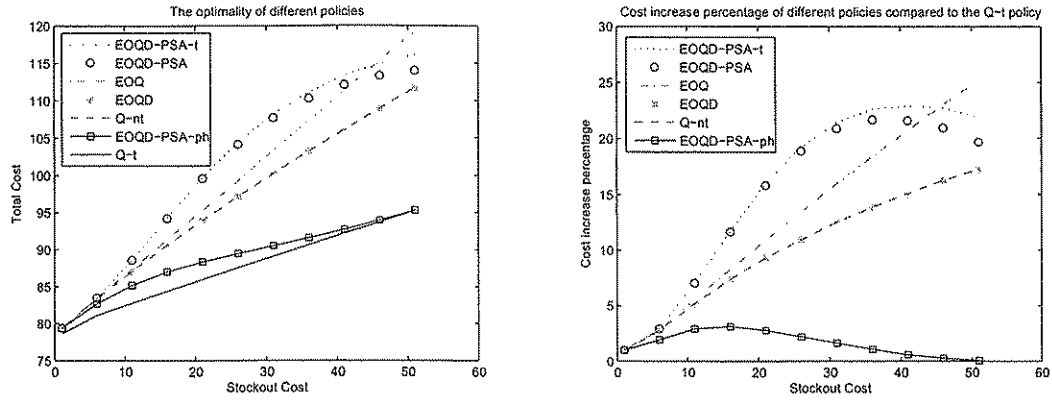 The optimality of different policies
120
115
110
105
100
95
90
85
80
75
Total Cost
EOQD-PSA-t
EOQD-PSA
EOQ
EOQD
Q-nt
EOQD-PSA-ph
Q-t
0
10
20
30
40
50
60
Stockout Cost
Cost increase percentage of different policies compared to the Q-t policy
30
25
20
15
10
5
0
Cost increase percentage
EOQD-PSA-t
EOQD-PSA
EOQ
EOQD
Q-nt
EOQD-PSA-ph
0
10
20
30
40
50
60
Stockout Cost